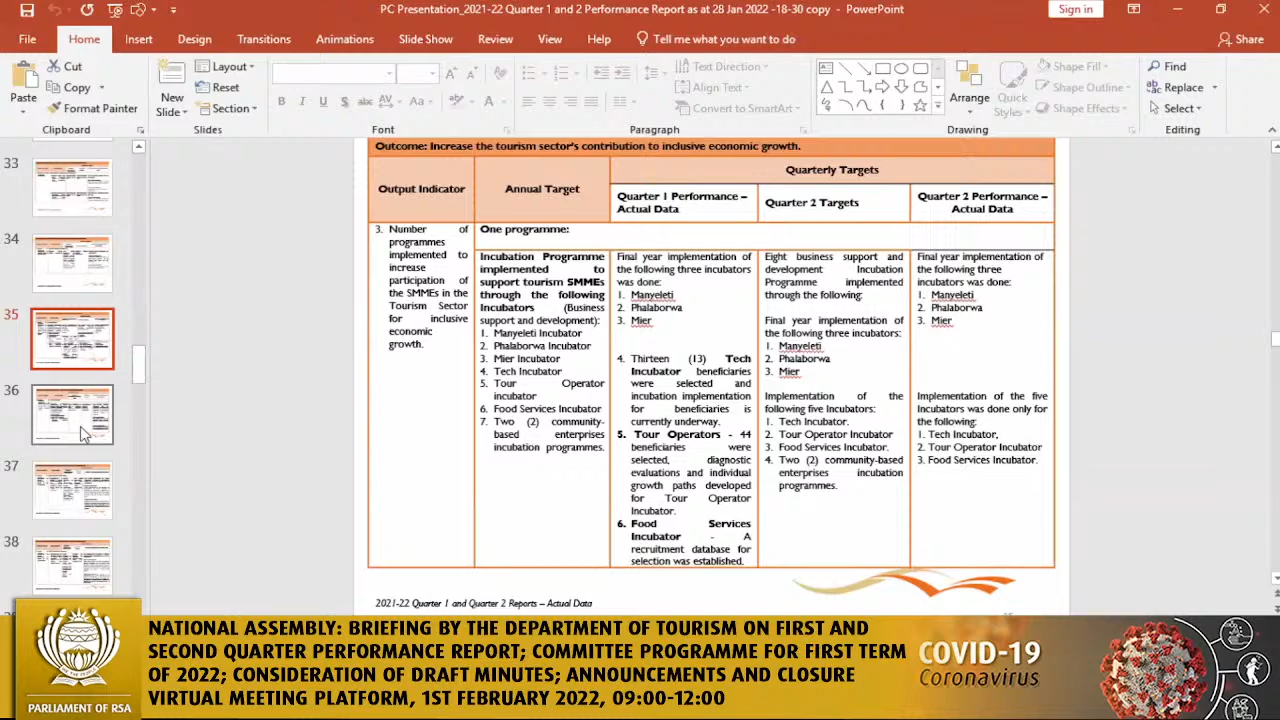 PC Presentation_2021-22 Quarter 1 and 2 Performance Report as at 28 Jan 2022 -18-30 copy - PowerPoint
Sign in
File Home Insert Design Transitions Animations Slide Show Review View Help Tell me what you want to do Share
Paste
Cut
Copy
Format Painter
Clipboard
New Slide
Layout
Reset
Section
Slides
Font
Text Direction
Align Text
Convert to SmartArt
Paragraph
Arrange
Quick Styles
Shape Fill
Shape Outline
Shape Effects
Drawing
Find
Replace
Select
Editing
33
34
35
36
37
38
Outcome: Increase the tourism sector's contribution to inclusive economic growth.
Output Indicator
Annual Target
Quarterly Targets
Quarter 1 Performance –
Actual Data
Quarter 2 Targets
Quarter 2 Performance –
Actual Data
3. Number of
programmes
implemented to
increase
participation of
the SMMEs in the
Tourism Sector
for inclusive
economic
growth.
One programme:
Incubation Programme
implemented to
support tourism SMMEs
through the following
Incubators (Business
support and development):
1. Manyeleti Incubator
2. Phalaborwa Incubator
3. Mier Incubator
4. Tech Incubator
5. Tour Operator
incubator
6. Food Services Incubator
7. Two (2) community-
based enterprises
incubation programmes.
Final year implementation of
the following three incubators
was done:
1. Manyeleti
2. Phalaborwa
3. Mier
4. Thirteen (13) Tech
Incubator beneficiaries
were selected and
incubation implementation
for beneficiaries is
currently underway.
5. Tour Operators - 44
beneficiaries were
selected, diagnostic
evaluations and individual
growth paths developed
for Tour Operator
Incubator.
6. Food Services
Incubator - A
recruitment database for
selection was established.
Eight business support and
development Incubation
Programme implemented
through the following:
Final year implementation of
the following three incubators:
1. Manyeleti
2. Phalaborwa
3. Mier
Implementation of the
following five Incubators:
1. Tech Incubator.
2. Tour Operator Incubator
3. Food Services Incubator.
4. Two (2) community-based
enterprises incubation
programmes.
Final year implementation of
the following three
incubators was done:
1. Manyeleti
2. Phalaborwa
3. Mier
Implementation of the five
Incubators was done only for
the following:
1. Tech Incubator,
2. Tour Operator Incubator
3. Food Services Incubator.
2021-22 Quarter 1 and Quarter 2 Reports – Actual Data
PARLIAMENT OF RSA
NATIONAL ASSEMBLY: BRIEFING BY THE DEPARTMENT OF TOURISM ON FIRST AND
SECOND QUARTER PERFORMANCE REPORT; COMMITTEE PROGRAMME FOR FIRST TERM
OF 2022; CONSIDERATION OF DRAFT MINUTES; ANNOUNCEMENTS AND CLOSURE
VIRTUAL MEETING PLATFORM, 1ST FEBRUARY 2022, 09:00-12:00
COVID-19
Coronavirus